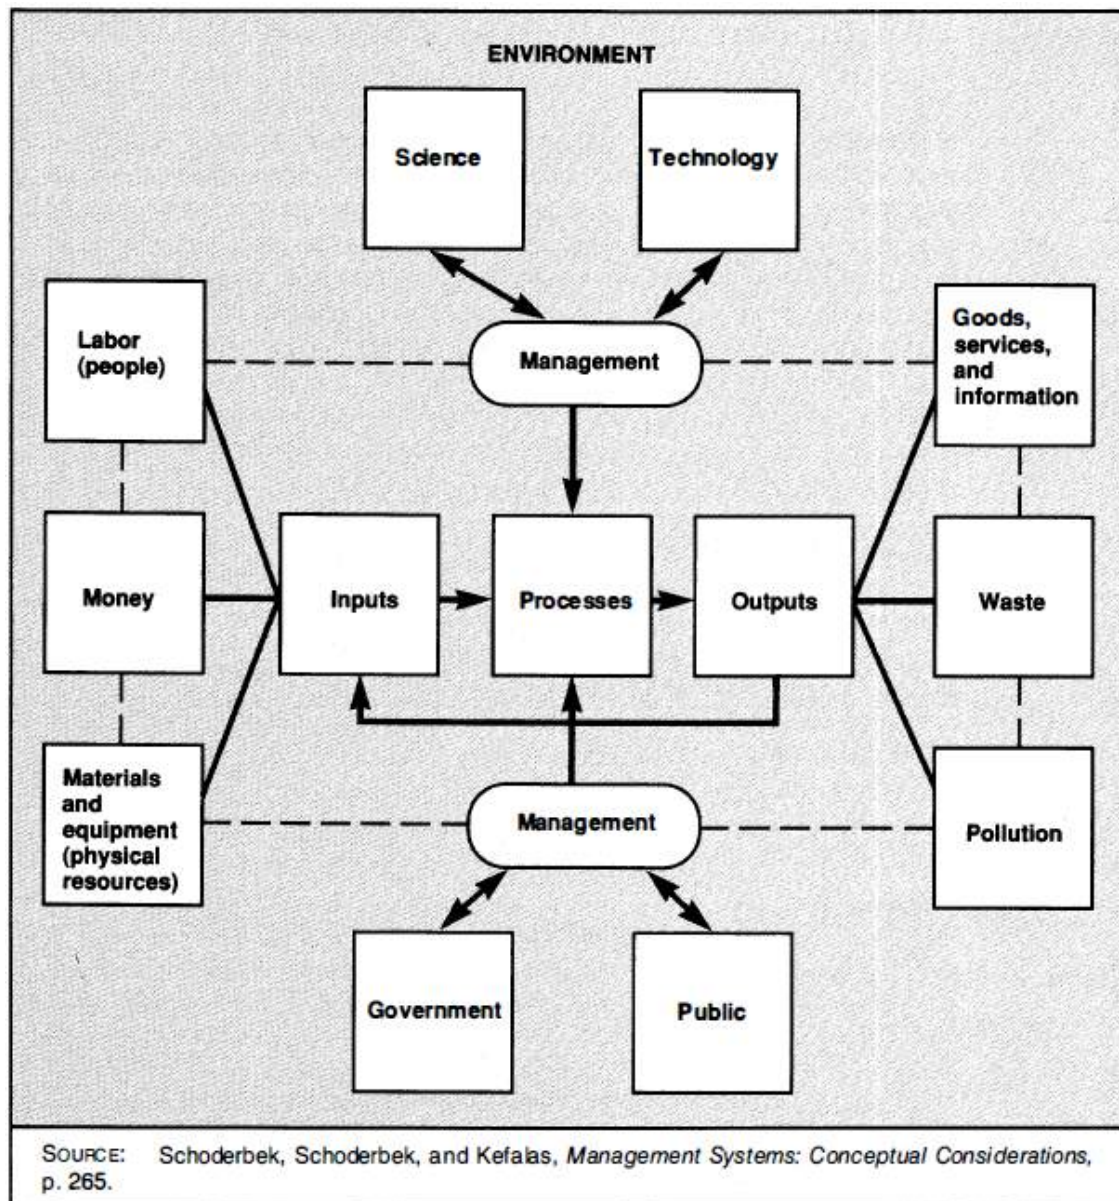 ENVIRONMENT
Science
Technology
Labor
(people)
Management
Goods,
services,
and
information
Money
Inputs
Processes
Outputs
Waste
Materials
and
equipment
(physical
resources)
Management
Pollution
Government
Public
SOURCE: Schoderbek, Schoderbek, and Kefalas, Management Systems: Conceptual Considerations,
p. 265.